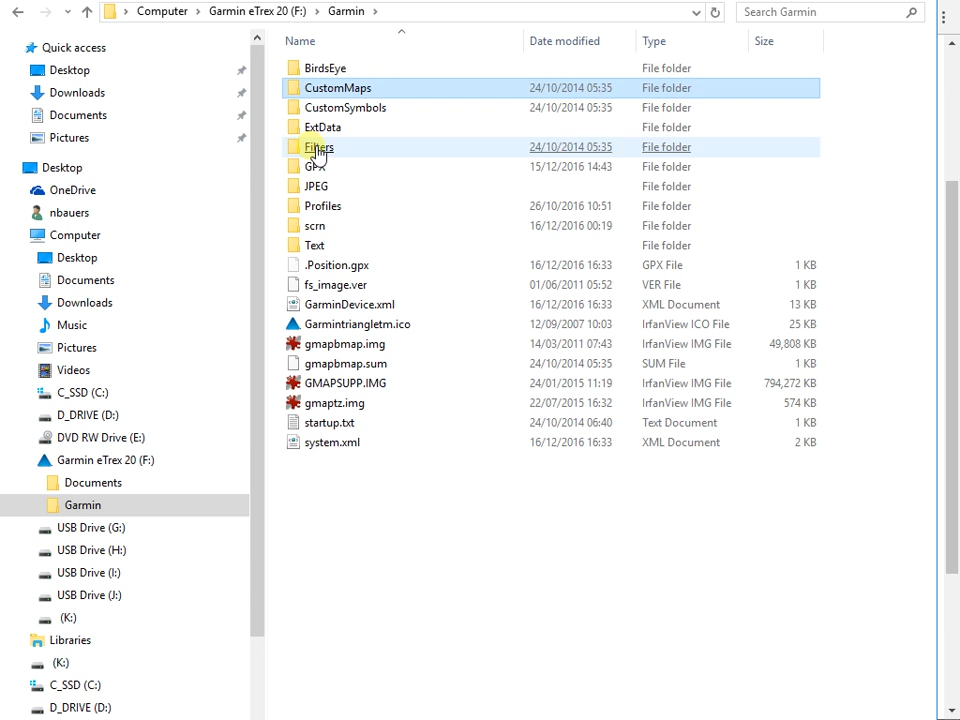 Computer > Garmin eTrex 20 (F:) > Garmin >
Search Garmin
Name Date modified Type Size
Quick access
Desktop
Downloads
Documents
Pictures
Desktop
OneDrive
nbauers
Computer
Desktop
Documents
Downloads
Music
Pictures
Videos
C_SSD (C:)
D_DRIVE (D:)
DVD RW Drive (E:)
Garmin eTrex 20 (F:)
Documents
Garmin
USB Drive (G:)
USB Drive (H:)
USB Drive (I:)
USB Drive (J:)
(K:)
Libraries
(K:)
C_SSD (C:)
D_DRIVE (D:)
BirdsEye File folder
CustomMaps 24/10/2014 05:35 File folder
CustomSymbols 24/10/2014 05:35 File folder
ExtData File folder
Filters 24/10/2014 05:35 File folder
GPX 15/12/2016 14:43 File folder
JPEG File folder
Profiles 26/10/2016 10:51 File folder
scrn 16/12/2016 00:19 File folder
Text File folder
.Position.gpx 16/12/2016 16:33 GPX File 1 KB
fs_image.ver 01/06/2011 05:52 VER File 1 KB
GarminDevice.xml 16/12/2016 16:33 XML Document 13 KB
Garmintriangletm.ico 12/09/2007 10:03 IrfanView ICO File 25 KB
gmapbmap.img 14/03/2011 07:43 IrfanView IMG File 49,808 KB
gmapbmap.sum 24/10/2014 05:35 SUM File 1 KB
GMAPSUPP.IMG 24/01/2015 11:19 IrfanView IMG File 794,272 KB
gmaptz.img 22/07/2015 16:32 IrfanView IMG File 574 KB
startup.txt 24/10/2014 06:40 Text Document 1 KB
system.xml 16/12/2016 16:33 XML Document 2 KB